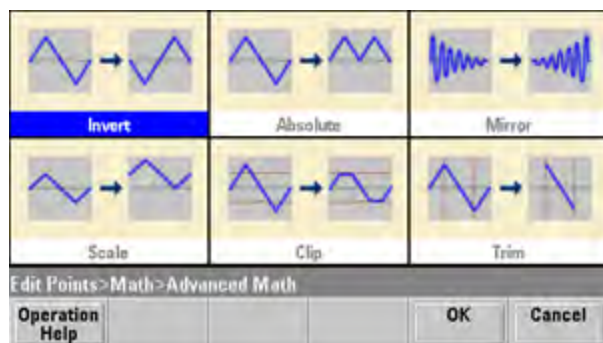 Invert
Absolute
Mirror
Scale
Clip
Trim
Edit Points>Math>Advanced Math
Operation
Help
OK
Cancel